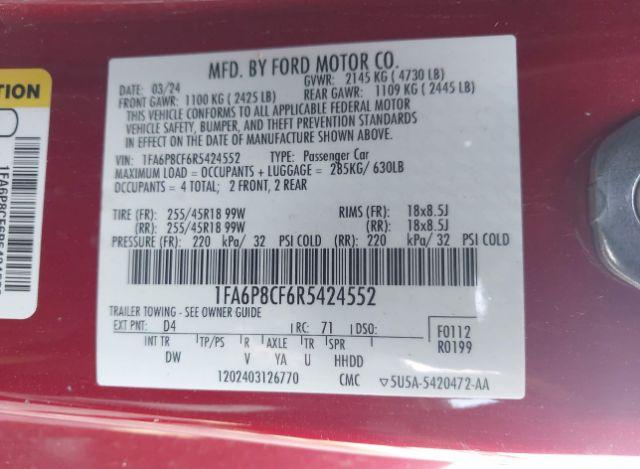 TION
1FA6P8CF6R5424552
MFD. BY FORD MOTOR CO.
DATE: 03/24 GVWR: 2145 KG ( 4730 LB)
FRONT GAWR: 1100 KG ( 2425 LB) REAR GAWR: 1109 KG ( 2445 LB)
THIS VEHICLE CONFORMS TO ALL APPLICABLE FEDERAL MOTOR
VEHICLE SAFETY, BUMPER, AND THEFT PREVENTION STANDARDS
IN EFFECT ON THE DATE OF MANUFACTURE SHOWN ABOVE.
VIN: 1FA6P8CF6R5424552 TYPE: Passenger Car
MAXIMUM LOAD = OCCUPANTS + LUGGAGE = 285KG/ 630LB
OCCUPANTS = 4 TOTAL; 2 FRONT, 2 REAR
TIRE (FR): 255/45R18 99W RIMS (FR): 18x8.5J
(RR): 255/45R18 99W (RR): 18x8.5J
PRESSURE (FR): 220 kPa/ 32 PSI COLD (RR): 220 kPa/ 32 PSI COLD
1FA6P8CF6R5424552
TRAILER TOWING - SEE OWNER GUIDE
EXT PNT: D4 RC: 71 DSO: F0112
INT TR TP/PS R AXLE TR SPR R0199
DW V YA U HHDD
1202403126770 CMC ▽5U5A-5420472-AA